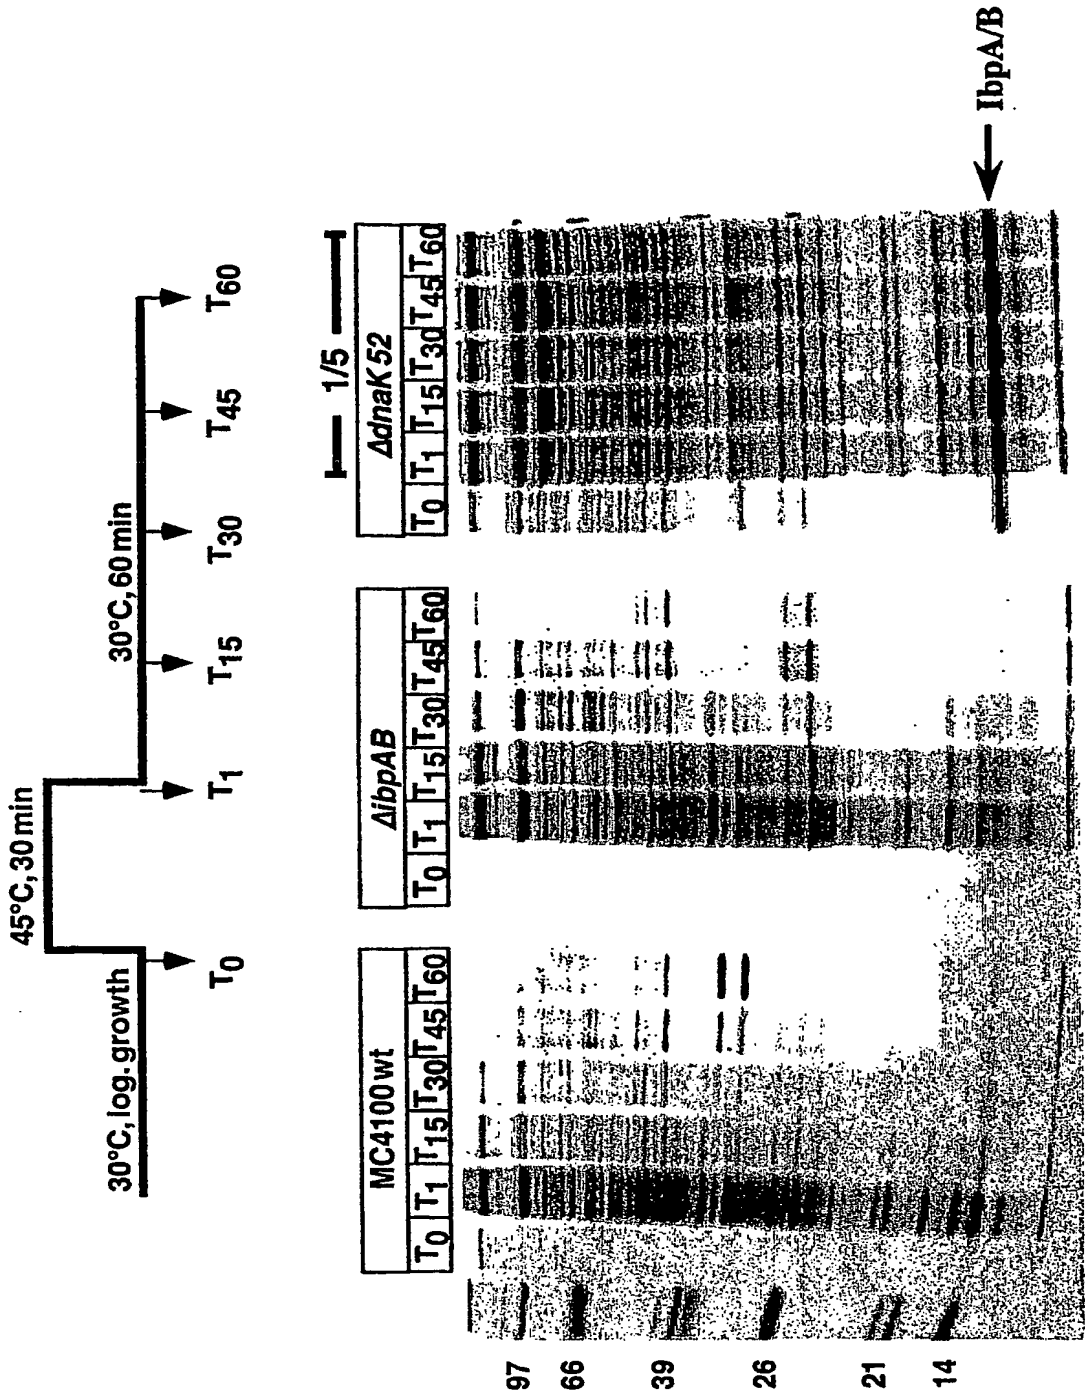 45°C, 30 min
30°C, log. growth
30°C, 60 min
T0 T1 T15 T30 T45 T60
1/5
MC4100 wt ΔibpAB ΔdnaK52
T0 T1 T15 T30 T45 T60 T0 T1 T15 T30 T45 T60 T0 T1 T15 T30 T45 T60
97
66
39
26
21
14
IbpA/B